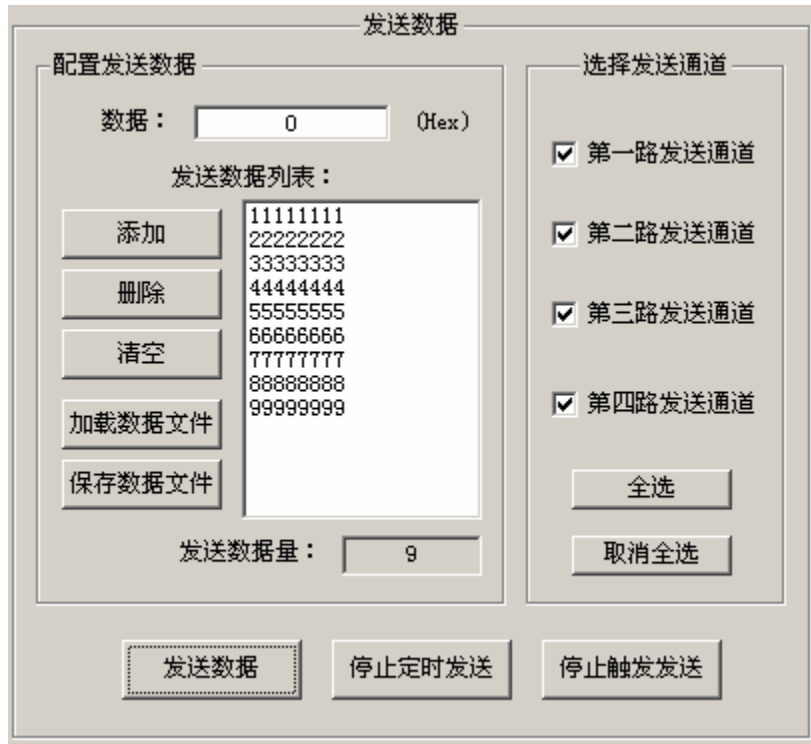 发送数据
配置发送数据
数据：
0
(Hex)
发送数据列表：
添加
删除
清空
加载数据文件
保存数据文件
11111111
22222222
33333333
44444444
55555555
66666666
77777777
88888888
99999999
发送数据量：
9
选择发送通道
第一路发送通道
第二路发送通道
第三路发送通道
第四路发送通道
全选
取消全选
发送数据
停止定时发送
停止触发发送